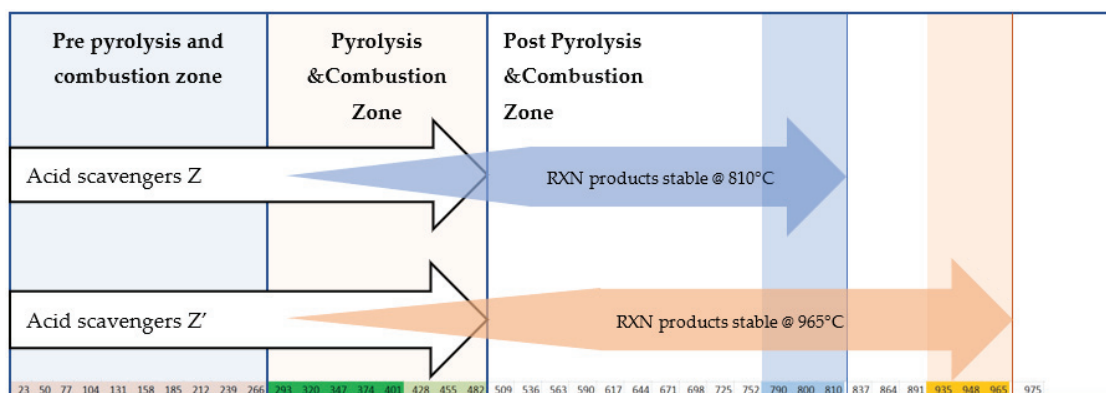 Pre pyrolysis and
combustion zone
Pyrolysis
&Combustion
Zone
Post Pyrolysis
&Combustion
Zone
Acid scavengers Z
RXN products stable @ 810°C
Acid scavengers Z’
RXN products stable @ 965°C
23 50 77 104 131 158 185 212 239 266 293 320 347 374 401 428 455 482 509 536 563 590 617 644 671 698 725 752 790 800 810 837 864 891 935 948 965 975